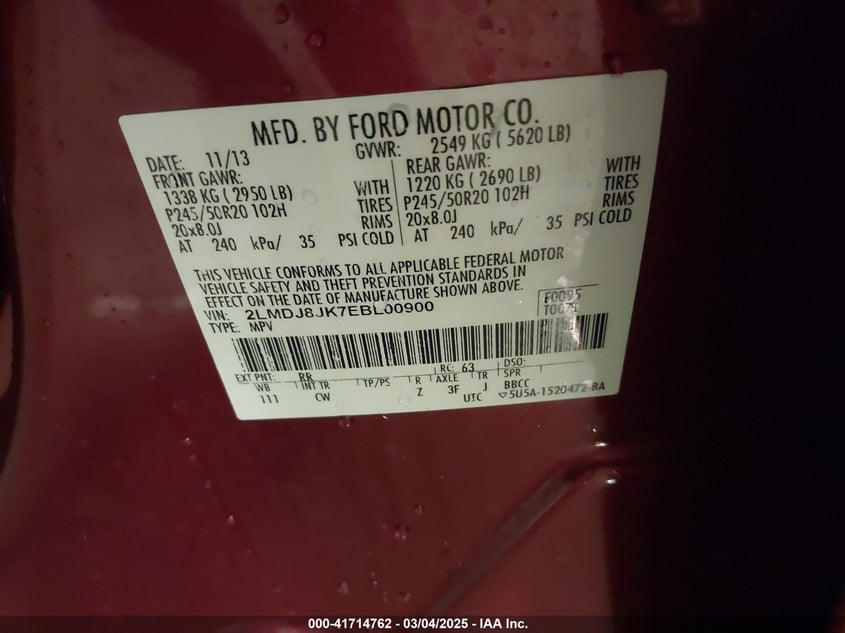 MFD. BY FORD MOTOR CO.
DATE: 11/13 GVWR: 2549 KG ( 5620 LB)
FRONT GAWR: REAR GAWR:
1338 KG ( 2950 LB) WITH 1220 KG ( 2690 LB) WITH
P245/50R20 102H TIRES P245/50R20 102H TIRES
20x8.0J RIMS 20x8.0J RIMS
AT 240 kPa/ 35 PSI COLD AT 240 kPa/ 35 PSI COLD
THIS VEHICLE CONFORMS TO ALL APPLICABLE FEDERAL MOTOR
VEHICLE SAFETY AND THEFT PREVENTION STANDARDS IN
EFFECT ON THE DATE OF MANUFACTURE SHOWN ABOVE.
VIN: 2LMDJ8JK7EBL00900 F0095
TYPE: MPV
EXT PNT: RR RC: 63 DSO:
WB INT TR TP/PS R AXLE TR SPR
111 CW Z 3F J BBCC
UTC ▽5U5A-1520472-BA
000-41714762 - 03/04/2025 - IAA Inc.